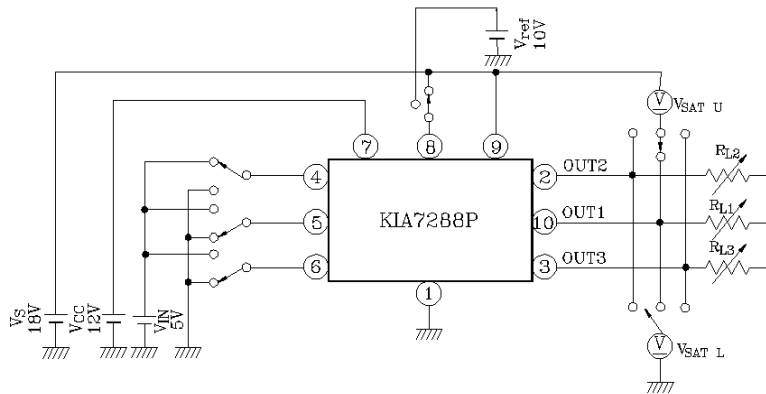 Vref
10V
V
VSAT U
7
8
9
4
2
OUT2
RL2
5
KIA7288P
10
OUT1
RL1
6
3
OUT3
RL3
1
VS
18V
VCC
12V
VIN
5V
V
VSAT L